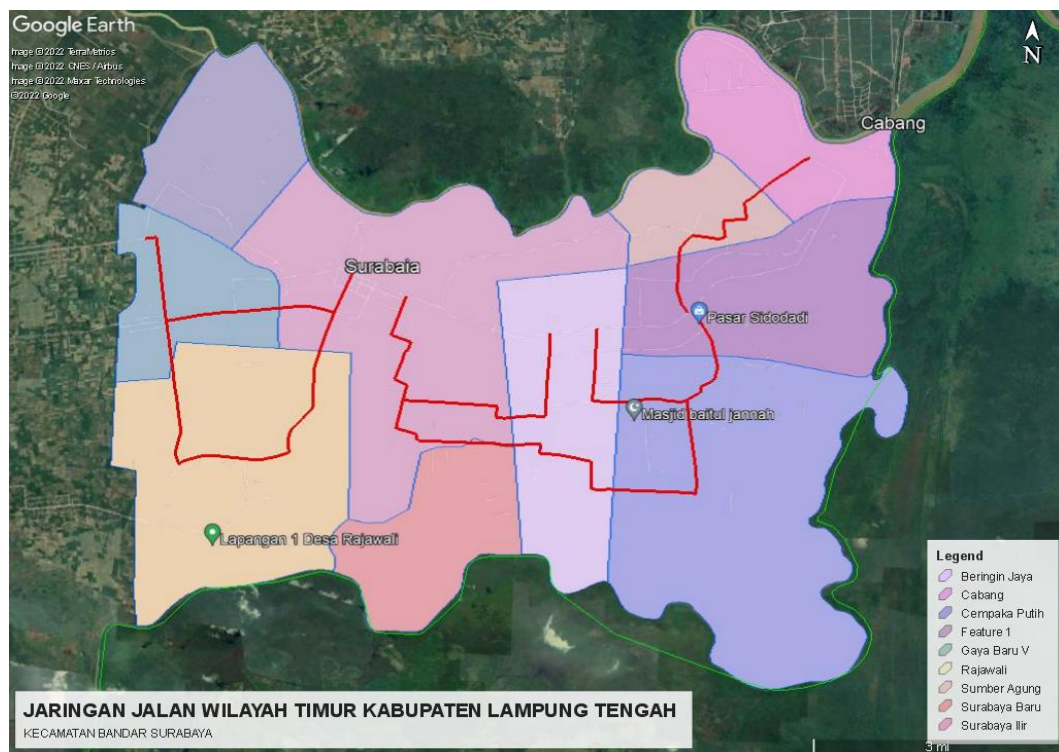 Google Earth
Image © 2022 TerraMetrics
Image © 2022 CNES / Airbus
Image © 2022 Maxar Technologies
© 2022 Google
N
Cabang
Surabaia
Pasar Sidodadi
Masjid baitul jannah
Lapangan 1 Desa Rajawali
Legend
Beringin Jaya
Cabang
Cempaka Putih
Feature 1
Gaya Baru V
Rajawali
Sumber Agung
Surabaya Baru
Surabaya Ilir
JARINGAN JALAN WILAYAH TIMUR KABUPATEN LAMPUNG TENGAH
KECAMATAN BANDAR SURABAYA
3 mi